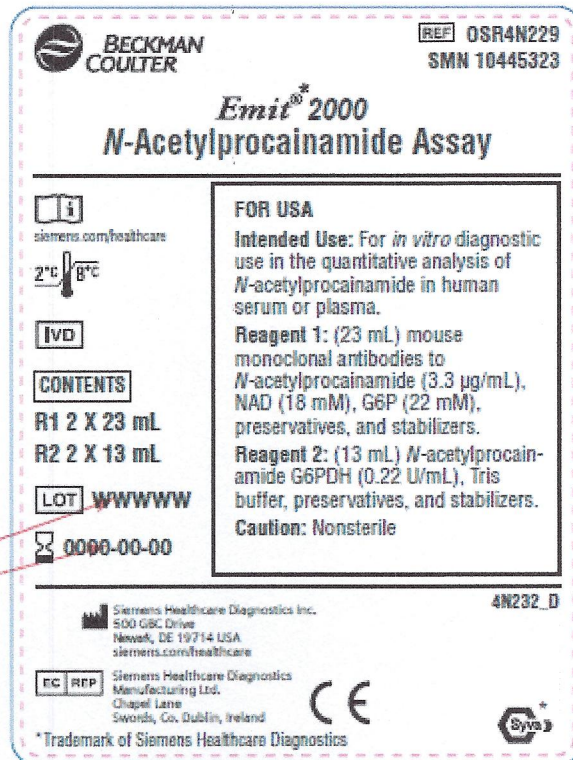 BECKMAN
COULTER
REF OSR4N229
SMN 10445323
Emit®* 2000
N-Acetylprocainamide Assay
siemens.com/healthcare
2°C 8°C
IVD
CONTENTS
R1 2 X 23 mL
R2 2 X 13 mL
LOT WWWWW
0000-00-00
FOR USA
Intended Use: For in vitro diagnostic
use in the quantitative analysis of
N-acetylprocainamide in human
serum or plasma.
Reagent 1: (23 mL) mouse
monoclonal antibodies to
N-acetylprocainamide (3.3 µg/mL),
NAD (18 mM), G6P (22 mM),
preservatives, and stabilizers.
Reagent 2: (13 mL) N-acetylprocain-
amide G6PDH (0.22 U/mL), Tris
buffer, preservatives, and stabilizers.
Caution: Nonsterile
4N232_D
Siemens Healthcare Diagnostics Inc.
500 GBC Drive
Newark, DE 19714 USA
siemens.com/healthcare
EC REP
Siemens Healthcare Diagnostics
Manufacturing Ltd.
Chapel Lane
Swords, Co. Dublin, Ireland
CE
Syva*
*Trademark of Siemens Healthcare Diagnostics